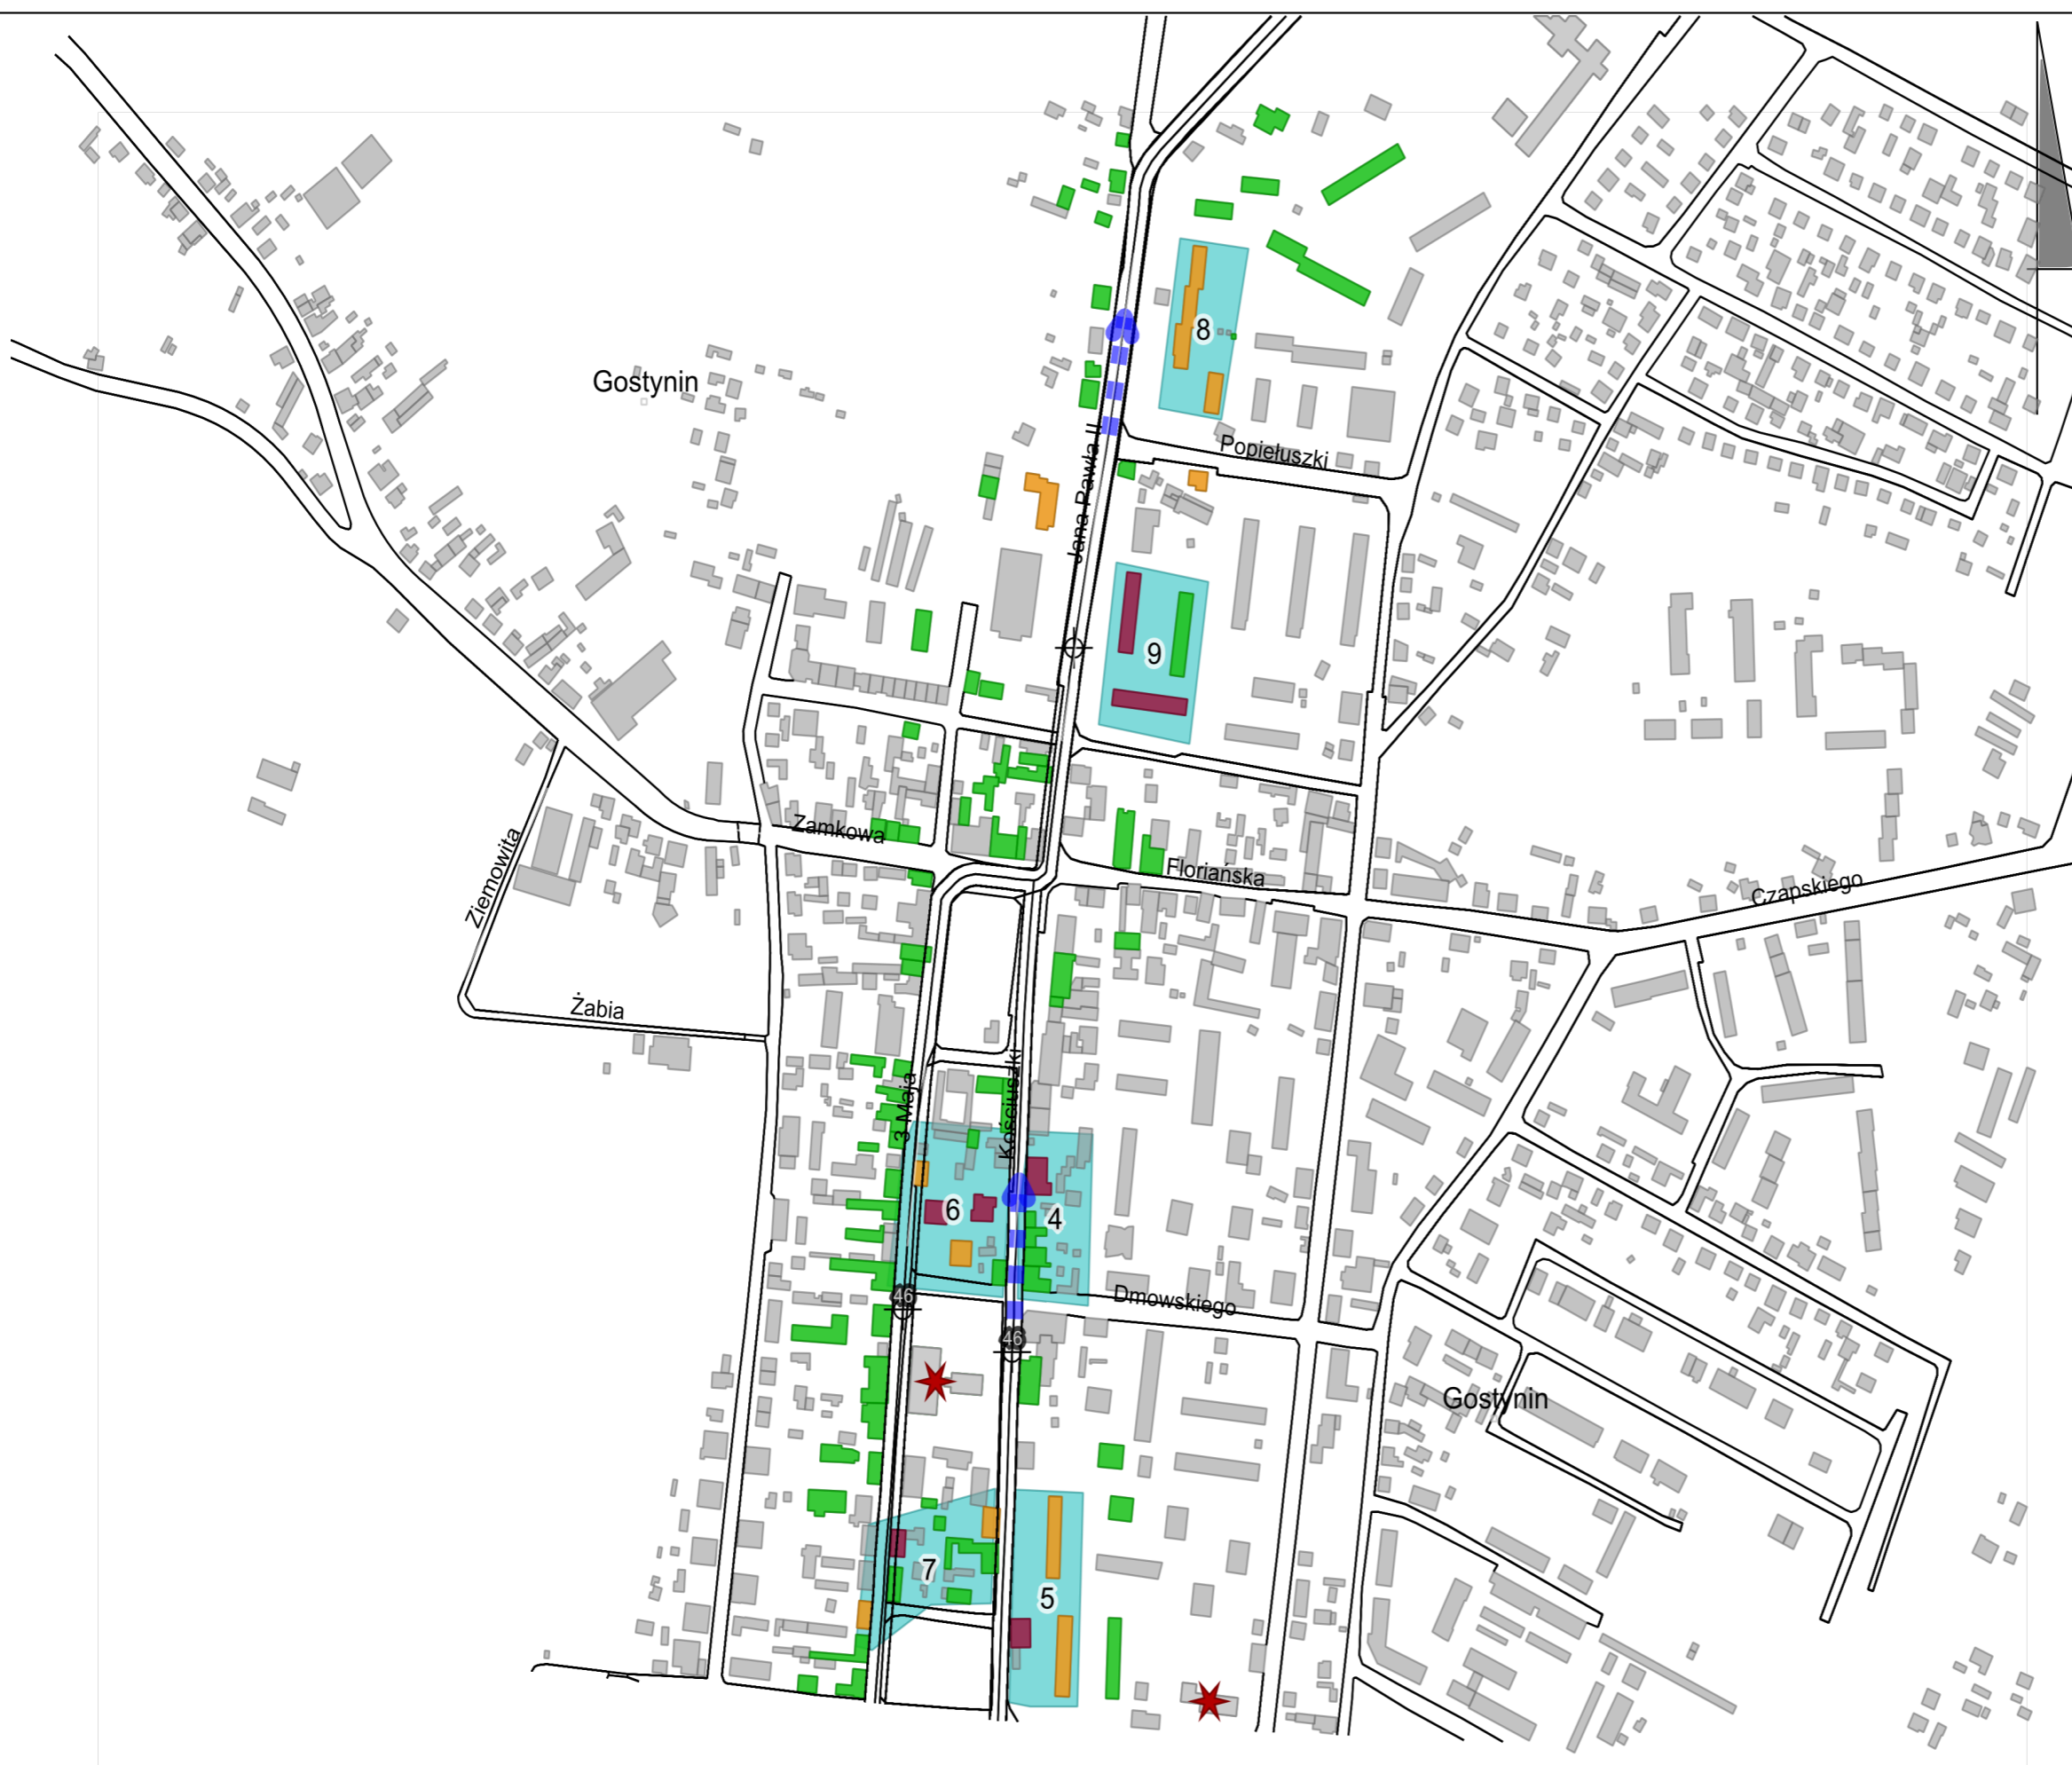 8
Gostynin
Popiełuszki
Jana Pawła II
9
Zamkowa
Floriańska
Ziemowita
Czapskiego
Żabia
3 Maja
Kościuszki
6
4
46
Dmowskiego
46
Gostynin
7
5